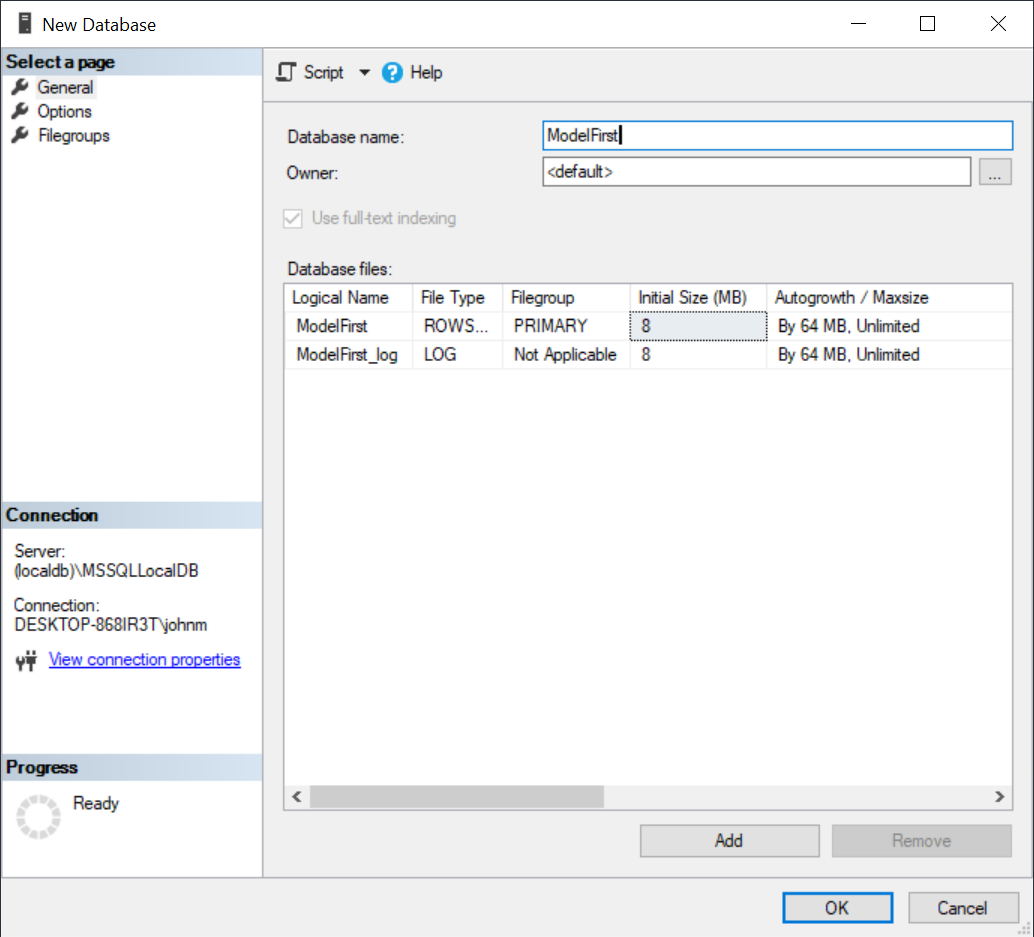 New Database
Select a page
General
Options
Filegroups
Script
Help
Database name: ModelFirst
Owner: <default> ...
Use full-text indexing
Database files:
Logical Name File Type Filegroup Initial Size (MB) Autogrowth / Maxsize
ModelFirst ROWS... PRIMARY 8 By 64 MB, Unlimited
ModelFirst_log LOG Not Applicable 8 By 64 MB, Unlimited
Connection
Server:
(localdb)\MSSQLLocalDB
Connection:
DESKTOP-868IR3T\johnm
View connection properties
Progress
Ready
Add Remove
OK Cancel